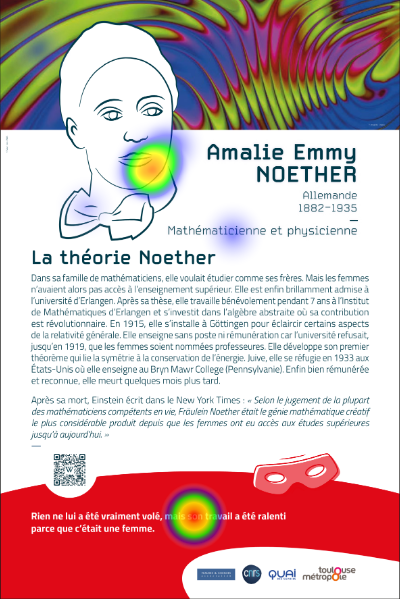 Amalie Emmy
NOETHER
Allemande
1882-1935
Mathématicienne et physicienne
La théorie Noether
Dans sa famille de mathématiciens, elle voulait étudier comme ses frères. Mais les femmes
n'avaient alors pas accès à l'enseignement supérieur. Elle est enfin brillamment admise à
l'université d'Erlangen. Après sa thèse, elle travaille bénévolement pendant 7 ans à l'Institut
de Mathématiques d'Erlangen et s'investit dans l'algèbre abstraite où sa contribution
est révolutionnaire. En 1915, elle s'installe à Göttingen pour éclaircir certains aspects
de la relativité générale. Elle enseigne sans poste ni rémunération car l'université refusait,
jusqu'en 1919, que les femmes soient nommées professeures. Elle développe son premier
théorème qui lie la symétrie à la conservation de l'énergie. Juive, elle se réfugie en 1933 aux
États-Unis où elle enseigne au Bryn Mawr College (Pennsylvanie). Enfin bien rémunérée
et reconnue, elle meurt quelques mois plus tard.
Après sa mort, Einstein écrit dans le New York Times : « Selon le jugement de la plupart
des mathématiciens compétents en vie, Fräulein Noether était le génie mathématique créatif
le plus considérable produit depuis que les femmes ont eu accès aux études supérieures
jusqu'à aujourd'hui. »
Rien ne lui a été vraiment volé, mais son travail a été ralenti
parce que c'était une femme.
cnrs
QUAI
toulouse
métropole